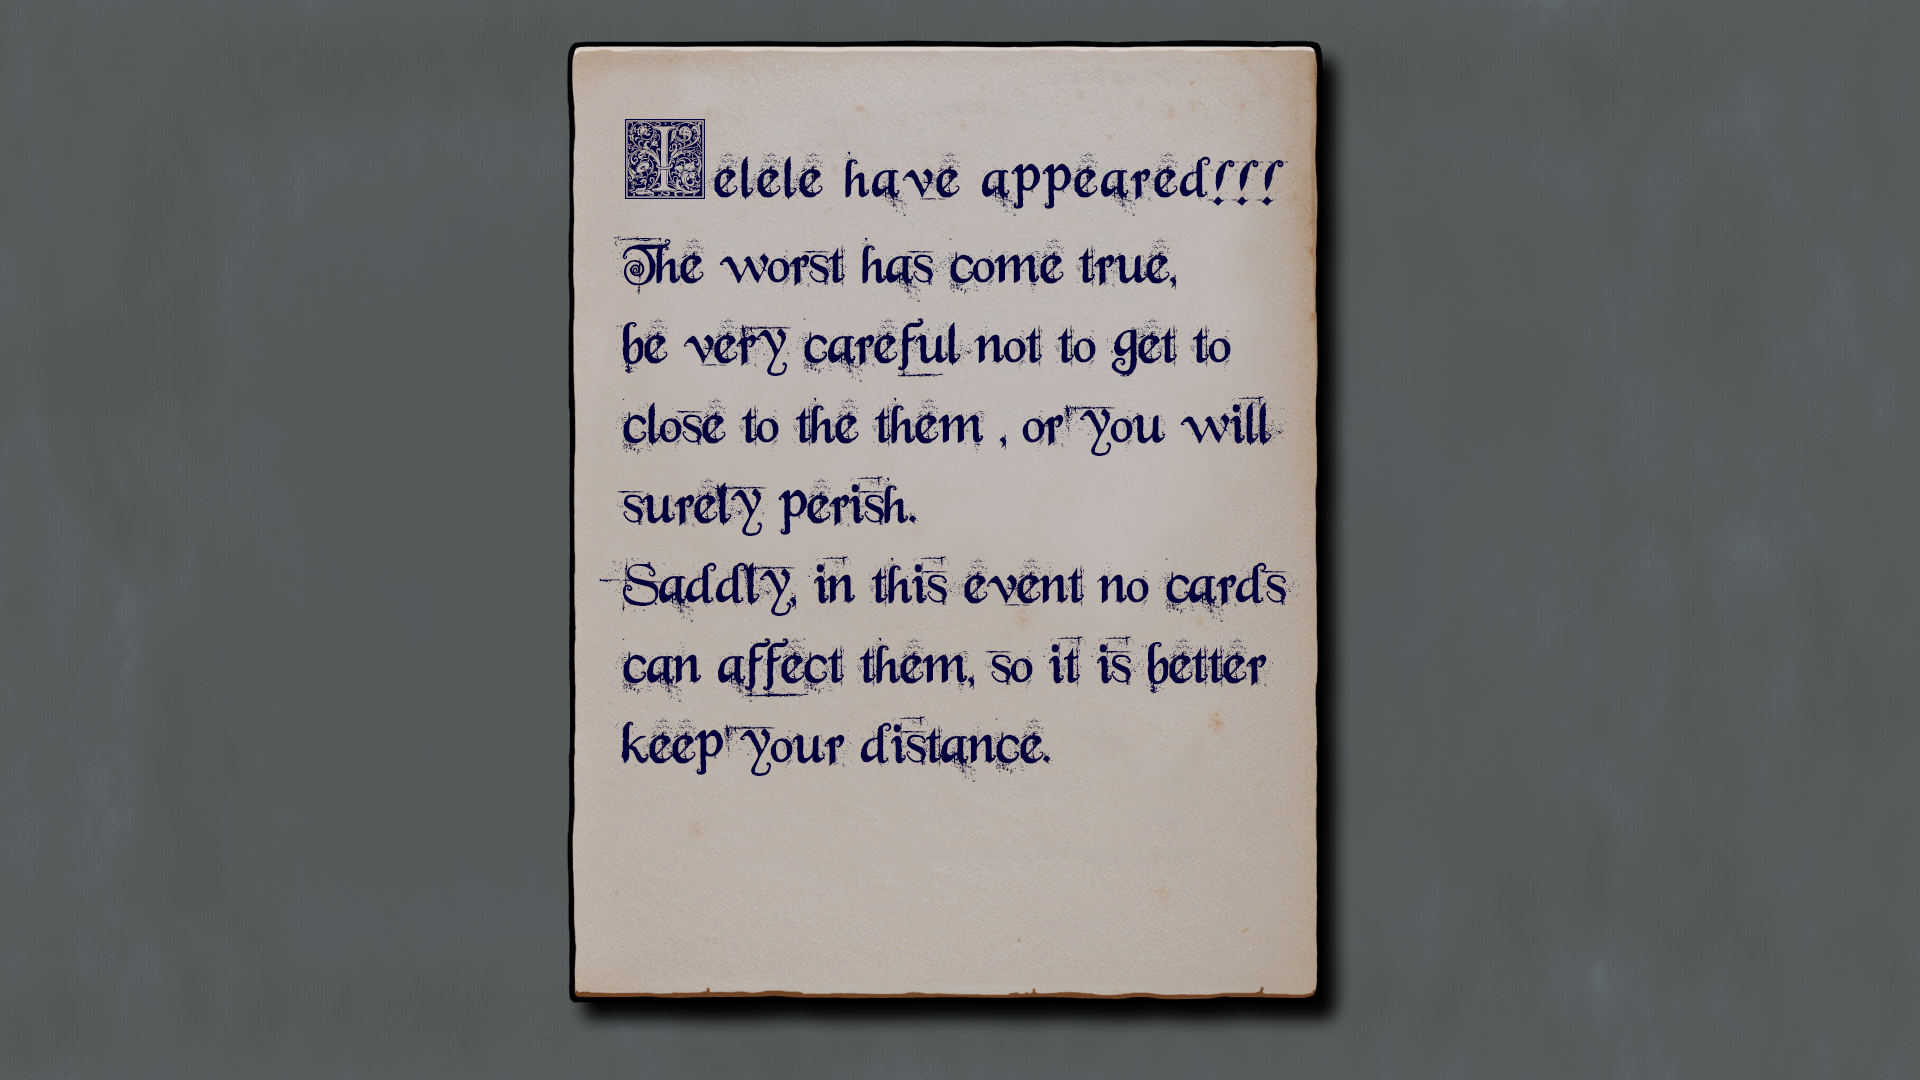 Ielele have appeared!!!
The worst has come true,
be very careful not to get to
close to the them , or you will
surely perish.
Saddly, in this event no cards
can affect them, so it is better
keep your distance.